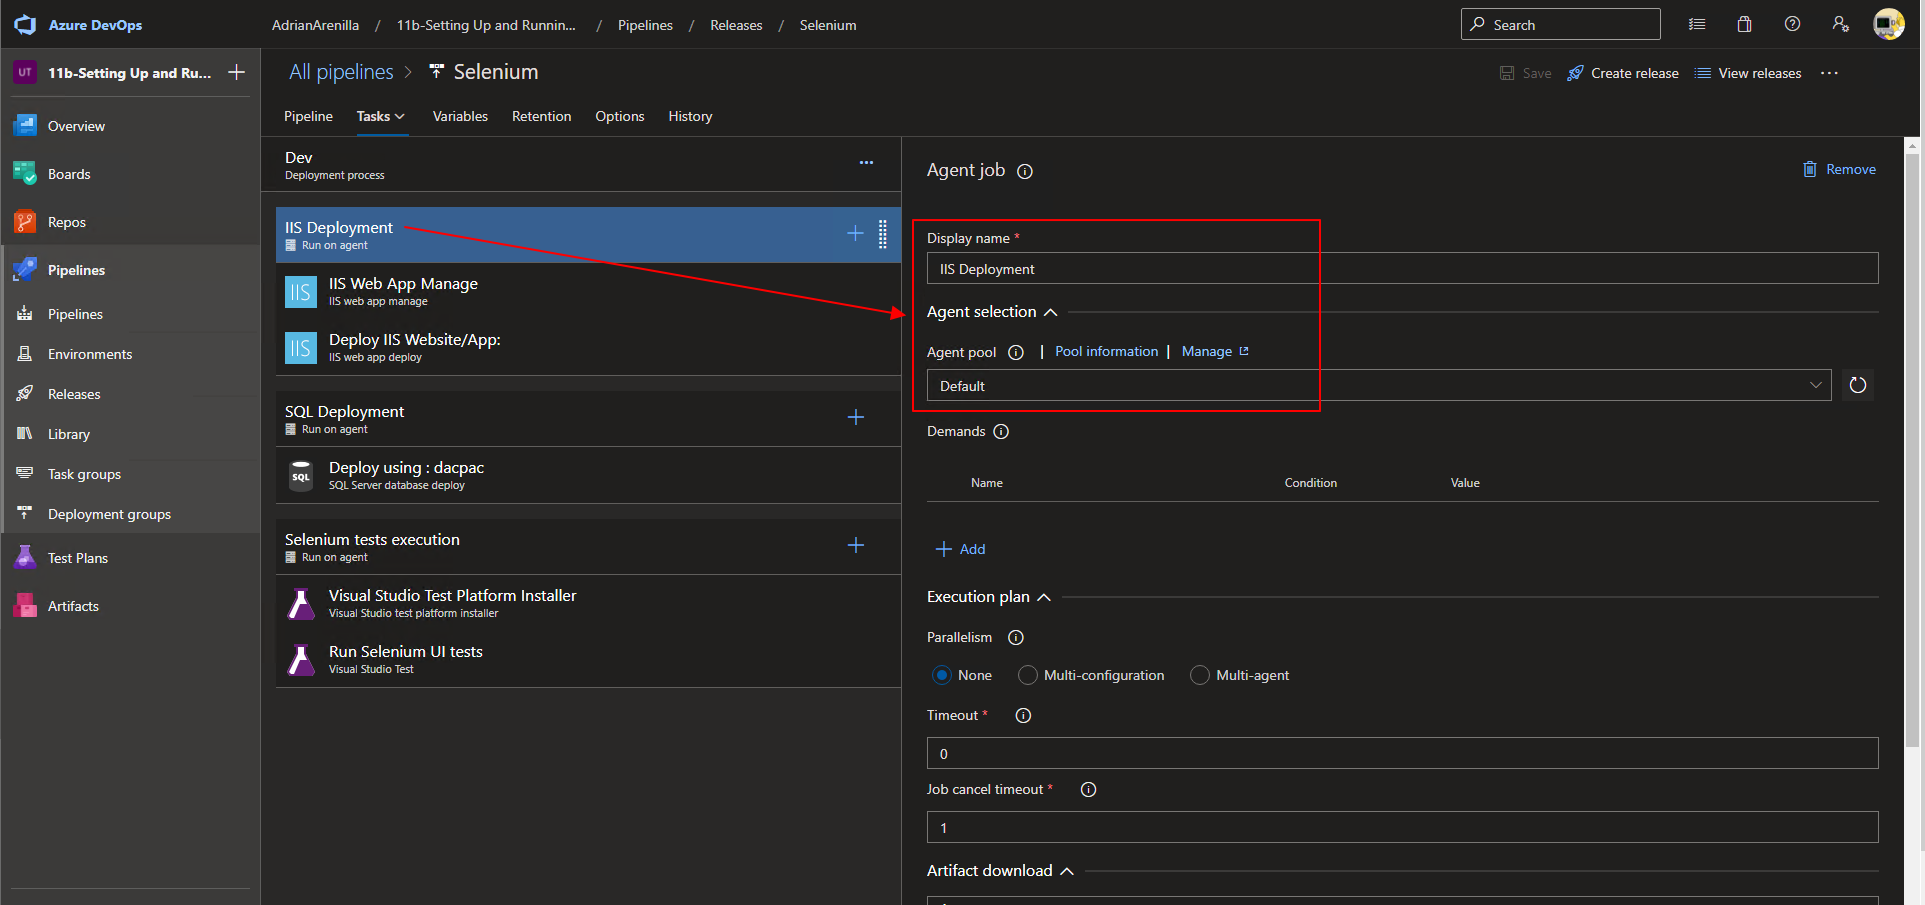 Azure DevOps
AdrianArenilla / 11b-Setting Up and Runnin... / Pipelines / Releases / Selenium
Search
UT
11b-Setting Up and Ru...
Overview
Boards
Repos
Pipelines
Pipelines
Environments
Releases
Library
Task groups
Deployment groups
Test Plans
Artifacts
All pipelines > Selenium
Save
Create release
View releases
Pipeline
Tasks
Variables
Retention
Options
History
Dev
Deployment process
IIS Deployment
Run on agent
IIS
IIS Web App Manage
IIS web app manage
IIS
Deploy IIS Website/App:
IIS web app deploy
SQL Deployment
Run on agent
SQL
Deploy using : dacpac
SQL Server database deploy
Selenium tests execution
Run on agent
Visual Studio Test Platform Installer
Visual Studio test platform installer
Run Selenium UI tests
Visual Studio Test
Agent job
Remove
Display name *
IIS Deployment
Agent selection
Agent pool | Pool information | Manage
Default
Demands
Name Condition Value
Add
Execution plan
Parallelism
None Multi-configuration Multi-agent
Timeout *
0
Job cancel timeout *
1
Artifact download